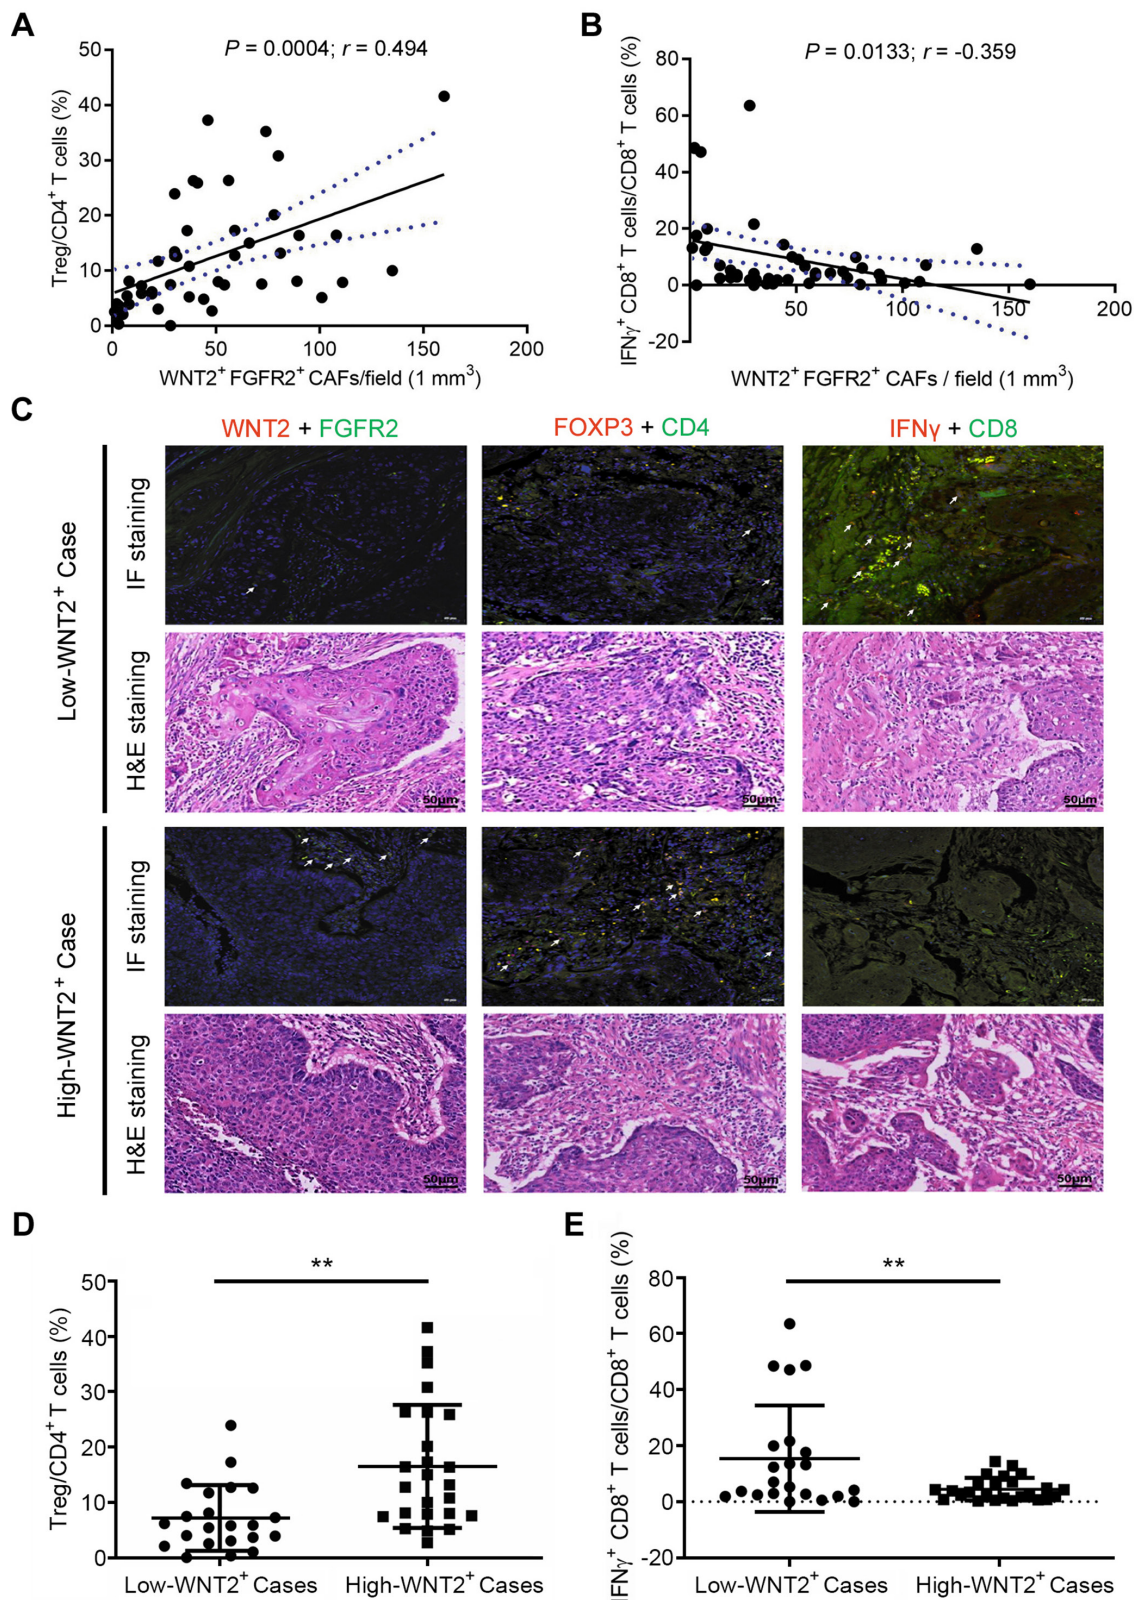 A
P = 0.0004; r = 0.494
Treg/CD4⁺ T cells (%)
50
40
30
20
10
0
0 50 100 150 200
WNT2⁺ FGFR2⁺ CAFs/field (1 mm³)
B
P = 0.0133; r = -0.359
IFNγ⁺ CD8⁺ T cells/CD8⁺ T cells (%)
80
60
40
20
0
-20
50 100 150 200
WNT2⁺ FGFR2⁺ CAFs / field (1 mm³)
C
WNT2 + FGFR2
FOXP3 + CD4
IFNγ + CD8
Low-WNT2⁺ Case
IF staining
H&E staining
50μm
50μm
50μm
High-WNT2⁺ Case
IF staining
H&E staining
50μm
50μm
50μm
D
**
Treg/CD4⁺ T cells (%)
50
40
30
20
10
0
Low-WNT2⁺ Cases
High-WNT2⁺ Cases
E
**
IFNγ⁺ CD8⁺ T cells/CD8⁺ T cells (%)
80
60
40
20
0
-20
Low-WNT2⁺ Cases
High-WNT2⁺ Cases